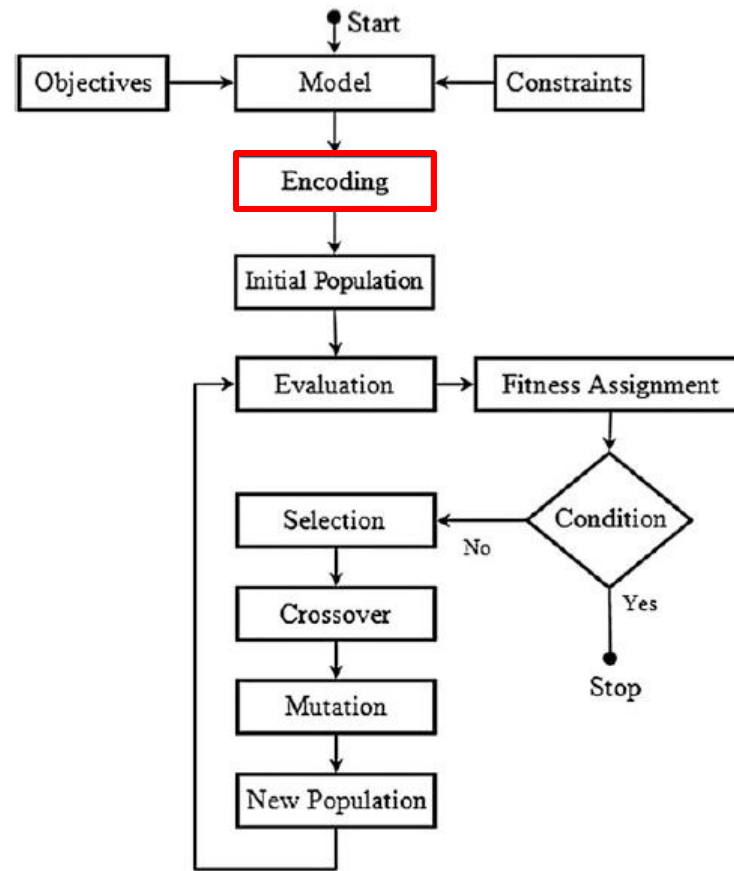 Start
Objectives
Model
Constraints
Encoding
Initial Population
Evaluation
Fitness Assignment
Selection
Condition
No
Crossover
Yes
Mutation
Stop
New Population